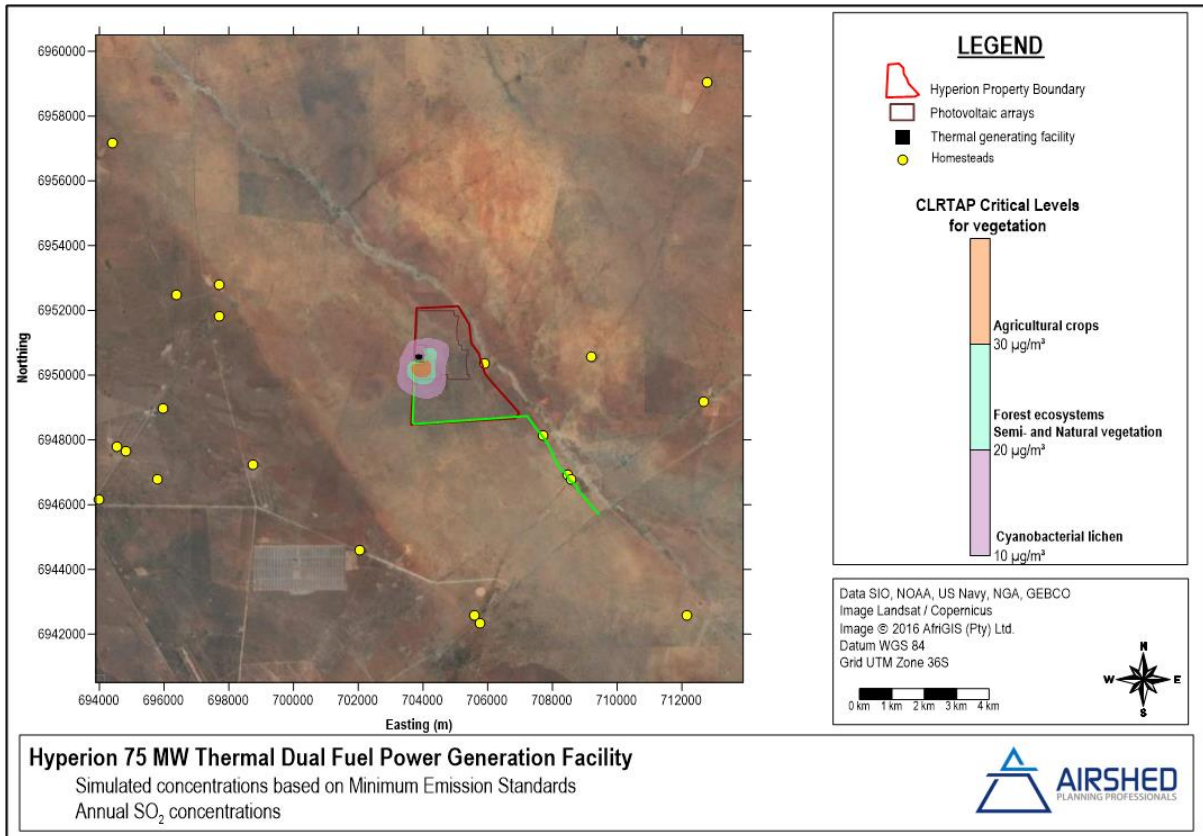 6960000
6958000
6956000
6954000
6952000
6950000
6948000
6946000
6944000
6942000
Northing
694000 696000 698000 700000 702000 704000 706000 708000 710000 712000
Easting (m)
LEGEND
Hyperion Property Boundary
Photovoltaic arrays
Thermal generating facility
Homesteads
CLRTAP Critical Levels
for vegetation
Agricultural crops
30 µg/m³
Forest ecosystems
Semi- and Natural vegetation
20 µg/m³
Cyanobacterial lichen
10 µg/m³
Data SIO, NOAA, US Navy, NGA, GEBCO
Image Landsat / Copernicus
Image © 2016 AfriGIS (Pty) Ltd.
Datum WGS 84
Grid UTM Zone 36S
0 km 1 km 2 km 3 km 4 km
N
W E
S
Hyperion 75 MW Thermal Dual Fuel Power Generation Facility
Simulated concentrations based on Minimum Emission Standards
Annual SO₂ concentrations
AIRSHED
PLANNING PROFESSIONALS